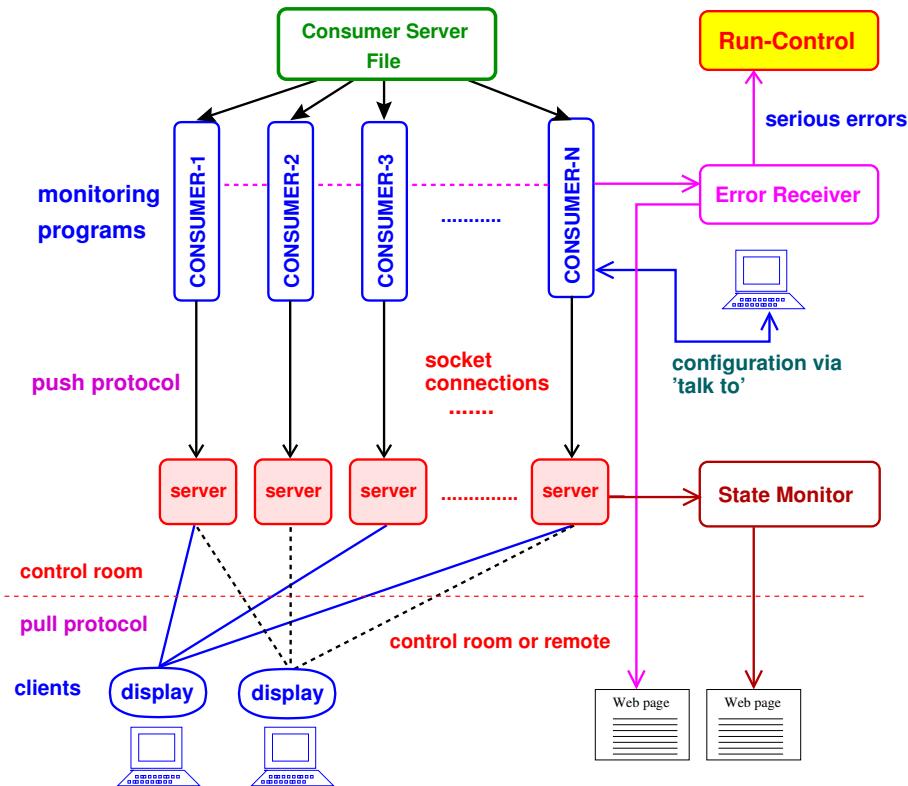 Consumer Server
File
Run-Control
serious errors
CONSUMER-1
CONSUMER-2
CONSUMER-3
CONSUMER-N
monitoring
programs
...........
Error Receiver
push protocol
socket
connections
.......
configuration via
'talk to'
server
server
server
..............
server
State Monitor
control room
pull protocol
control room or remote
clients
display
display
Web page
Web page